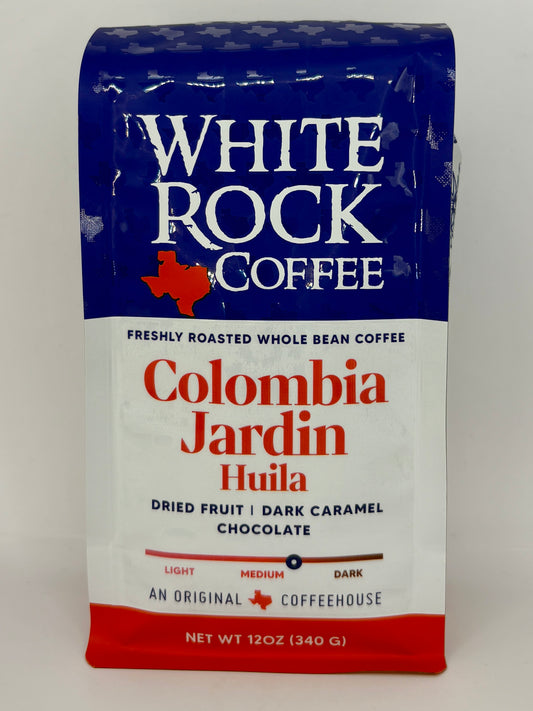 WHITE
ROCK
COFFEE
FRESHLY ROASTED WHOLE BEAN COFFEE
Colombia
Jardin
Huila
DRIED FRUIT | DARK CARAMEL
CHOCOLATE
LIGHT MEDIUM DARK
AN ORIGINAL COFFEEHOUSE
NET WT 12OZ (340 G)